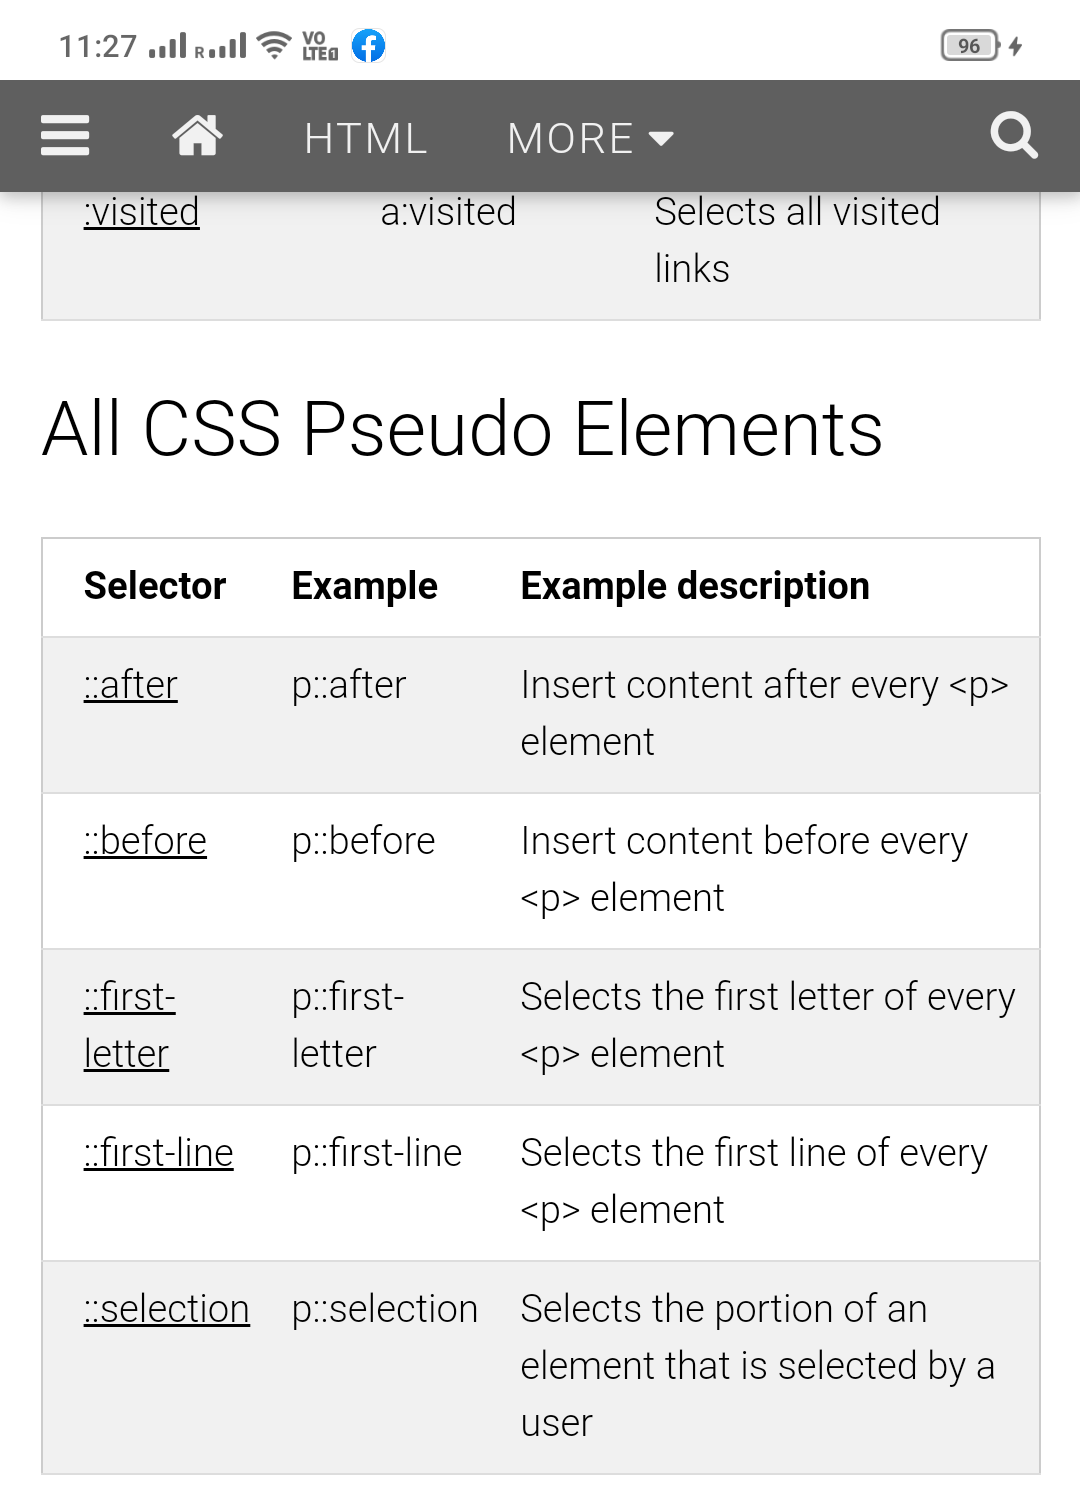 11:27 R VO LTE1 f 96
HTML MORE
:visited a:visited Selects all visited
links
All CSS Pseudo Elements
Selector Example Example description
::after p::after Insert content after every <p>
element
::before p::before Insert content before every
<p> element
::first- p::first- Selects the first letter of every
letter letter <p> element
::first-line p::first-line Selects the first line of every
<p> element
::selection p::selection Selects the portion of an
element that is selected by a
user